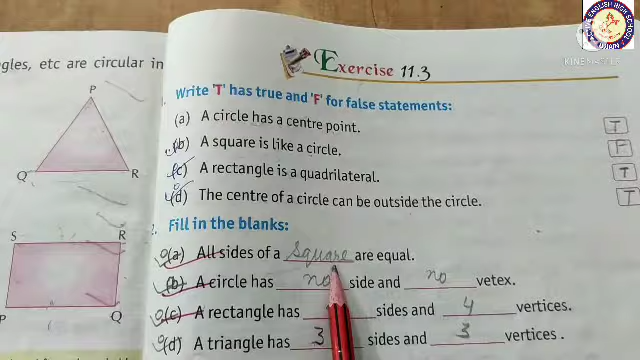 ngles, etc are circular in
Exercise 11.3
Write 'T' has true and 'F' for false statements:
(a) A circle has a centre point. T
(b) A square is like a circle. F
(c) A rectangle is a quadrilateral. T
(d) The centre of a circle can be outside the circle. T
Fill in the blanks:
(a) All sides of a square are equal.
(b) A circle has no side and no vetex.
(c) A rectangle has sides and 4 vertices.
(d) A triangle has 3 sides and 3 vertices.
P
Q R
S R
P Q
ENGLISH HIGH
KINEMASTER